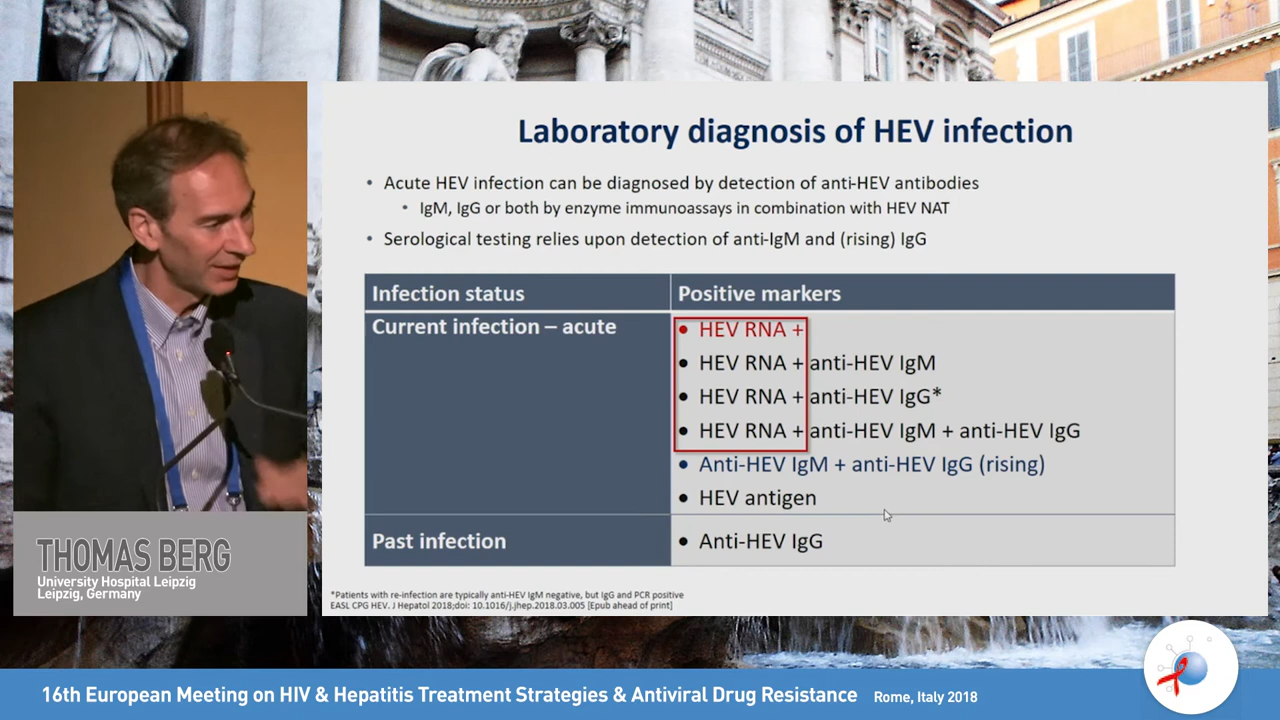 Laboratory diagnosis of HEV infection
• Acute HEV infection can be diagnosed by detection of anti-HEV antibodies
• IgM, IgG or both by enzyme immunoassays in combination with HEV NAT
• Serological testing relies upon detection of anti-IgM and (rising) IgG
Infection status
Positive markers
Current infection – acute
• HEV RNA +
• HEV RNA + anti-HEV IgM
• HEV RNA + anti-HEV IgG*
• HEV RNA + anti-HEV IgM + anti-HEV IgG
• Anti-HEV IgM + anti-HEV IgG (rising)
• HEV antigen
Past infection
• Anti-HEV IgG
*Patients with re-infection are typically anti-HEV IgM negative, but IgG and PCR positive
EASL CPG HEV. J Hepatol 2018;doi: 10.1016/j.jhep.2018.03.005 [Epub ahead of print]
THOMAS BERG
University Hospital Leipzig
Leipzig, Germany
16th European Meeting on HIV & Hepatitis Treatment Strategies & Antiviral Drug Resistance Rome, Italy 2018